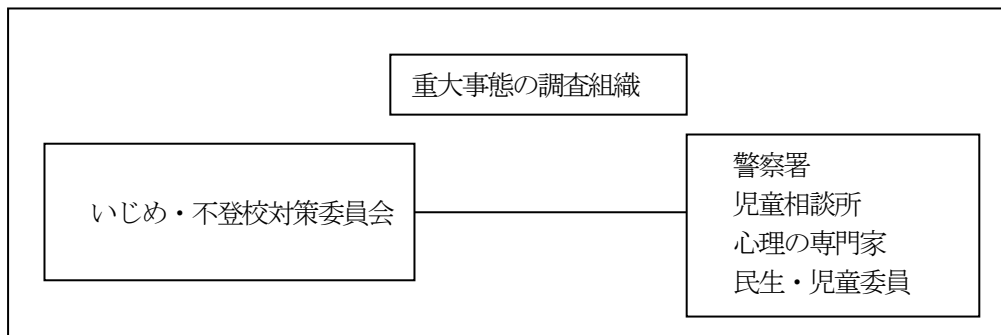 重大事態の調査組織
いじめ・不登校対策委員会
警察署
児童相談所
心理の専門家
民生・児童委員